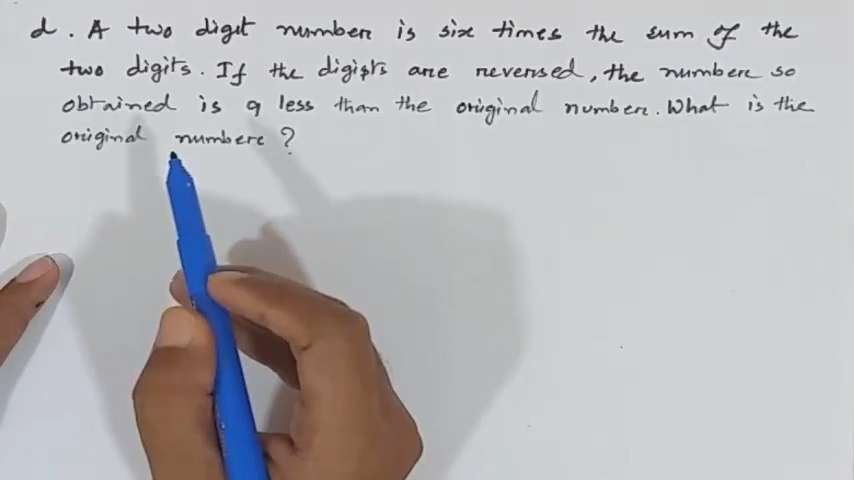 d. A two digit number is six times the sum of the
two digits. If the digits are reversed, the number so
obtained is 9 less than the original number. What is the
original number?